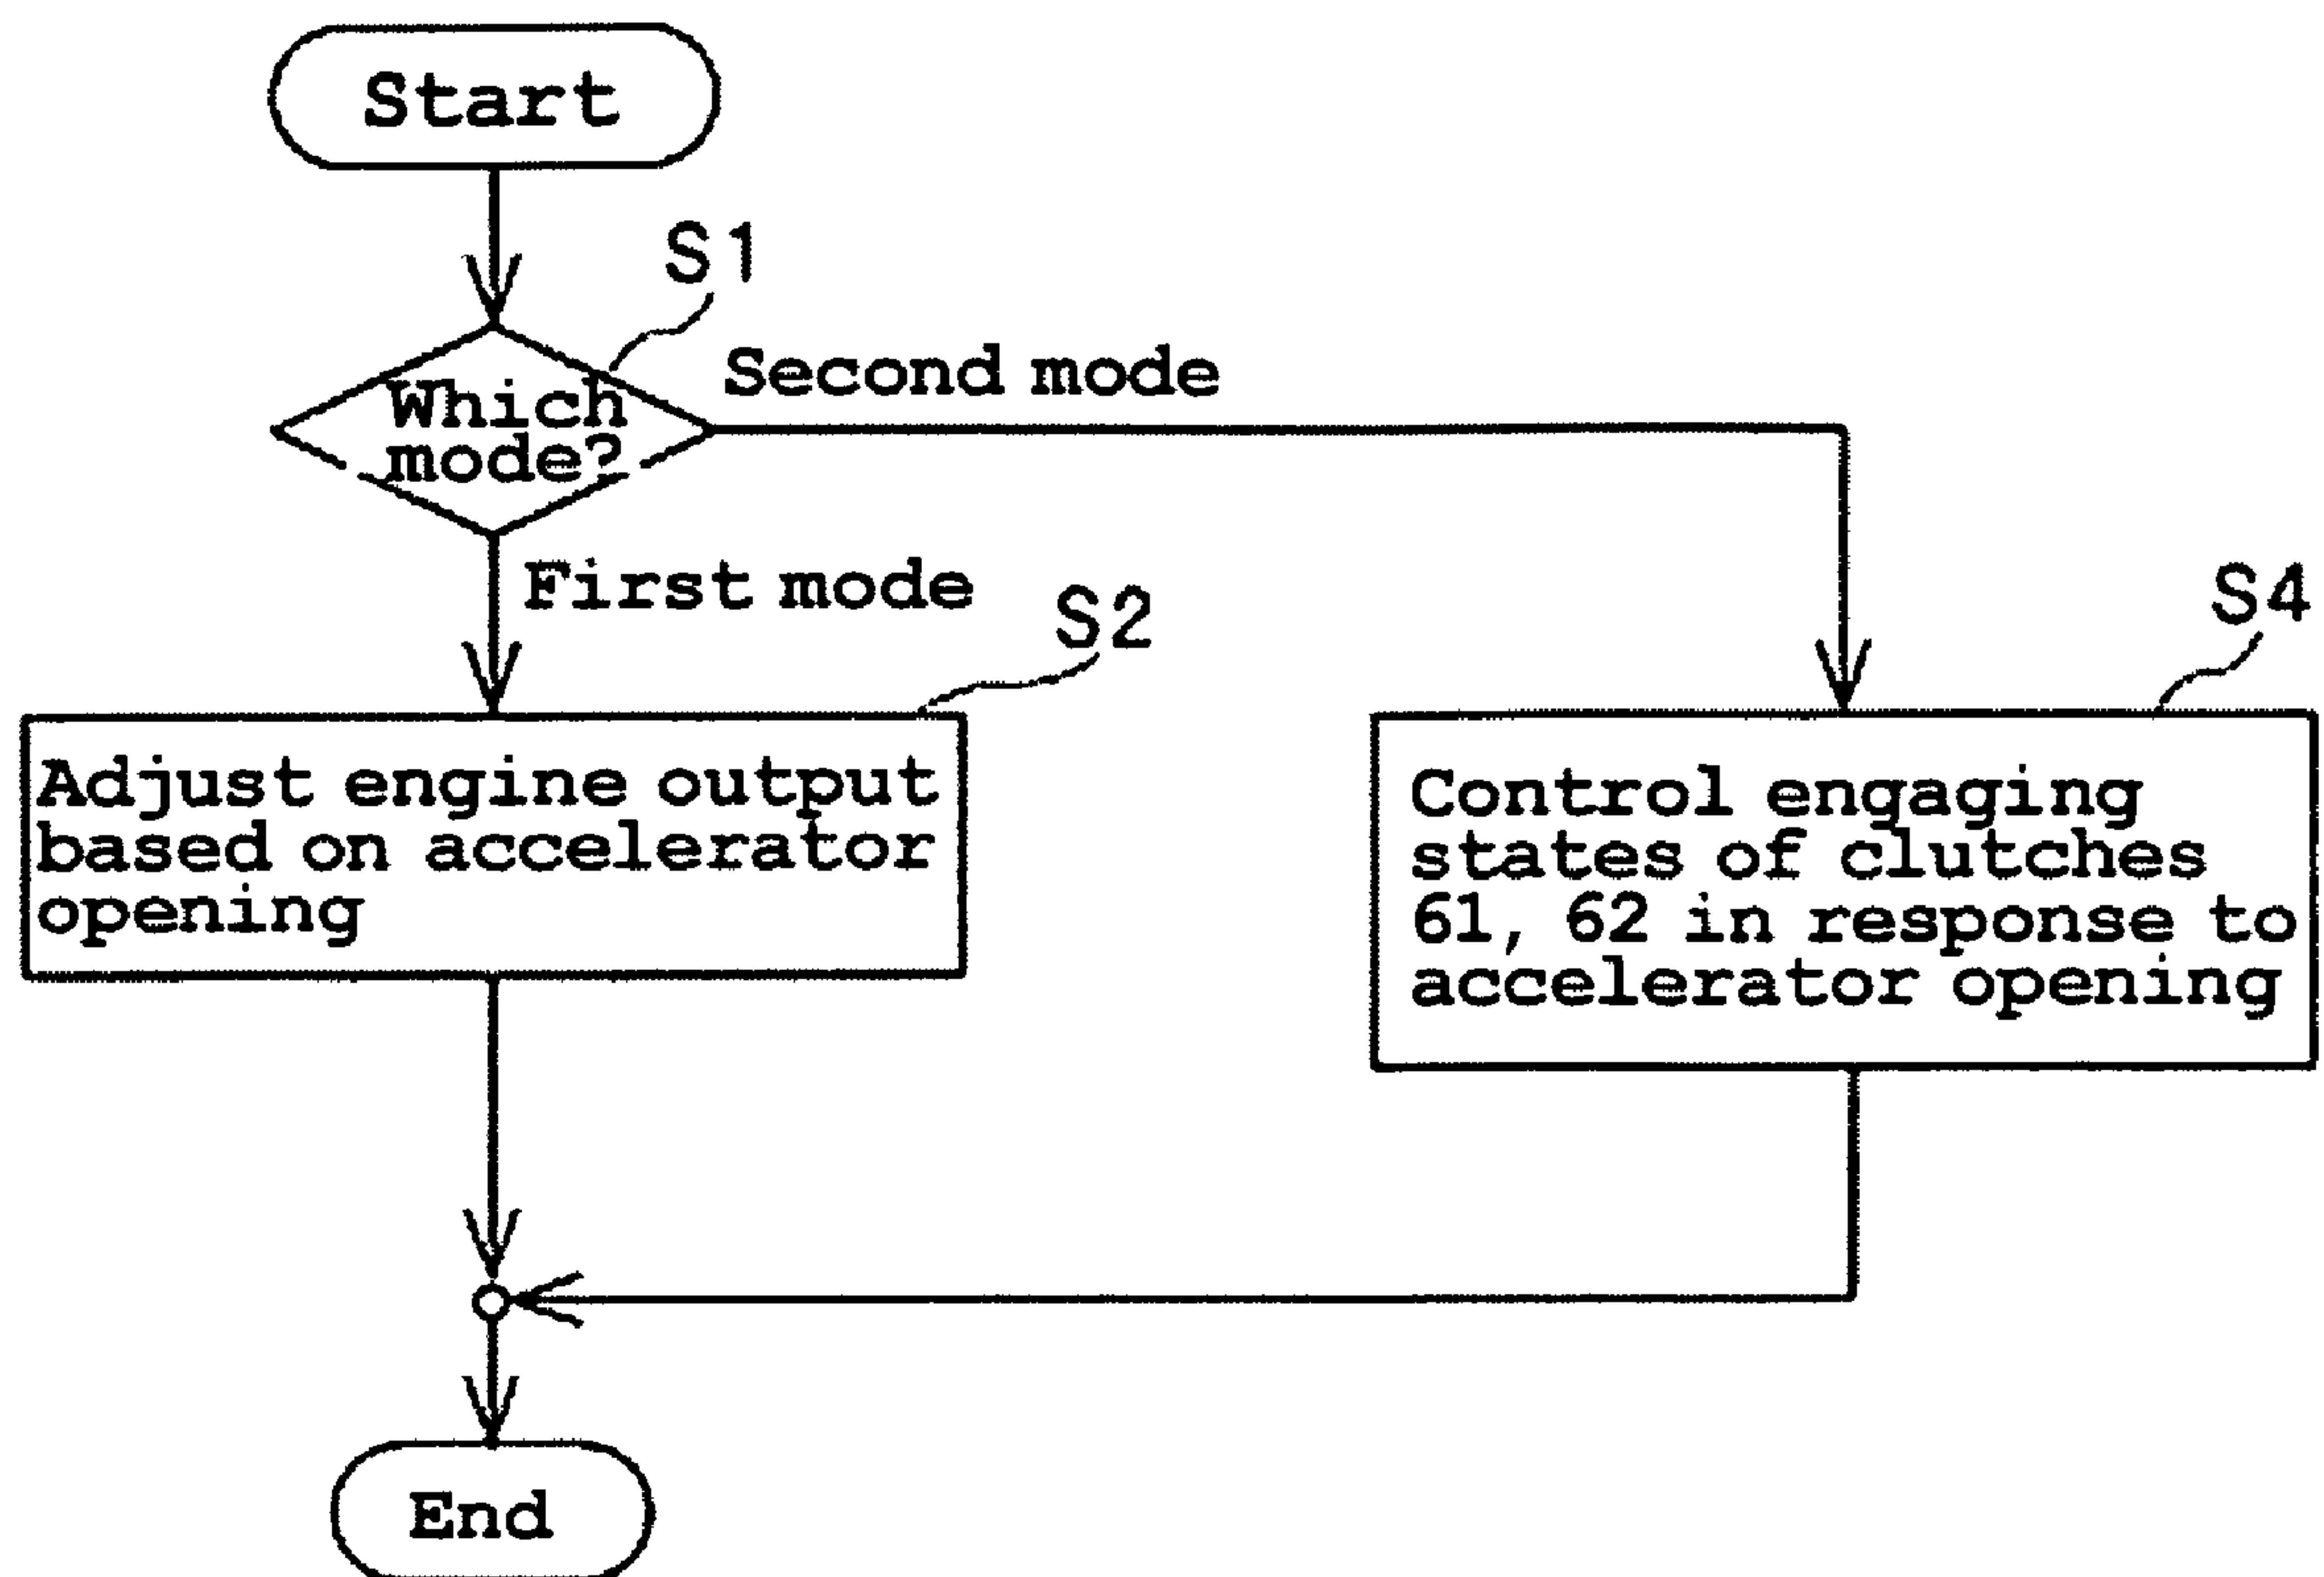 Start
S1
Which
mode?
Second mode
First mode
S2
S4
Adjust engine output
based on accelerator
opening
Control engaging
states of clutches
61, 62 in response to
accelerator opening
End